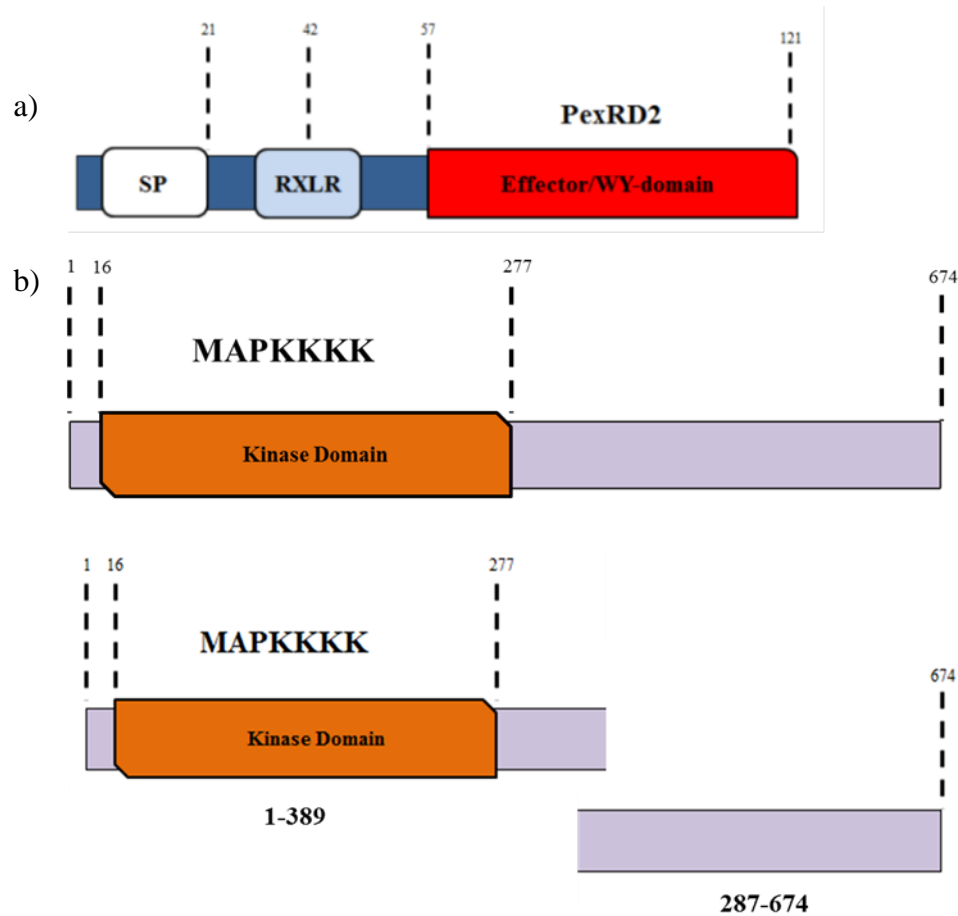 21 42 57 121
a)
PexRD2
SP RXLR Effector/WY-domain
b)
1 16 277 674
MAPKKKK
Kinase Domain
1 16 277
MAPKKKK
674
Kinase Domain
1-389
287-674